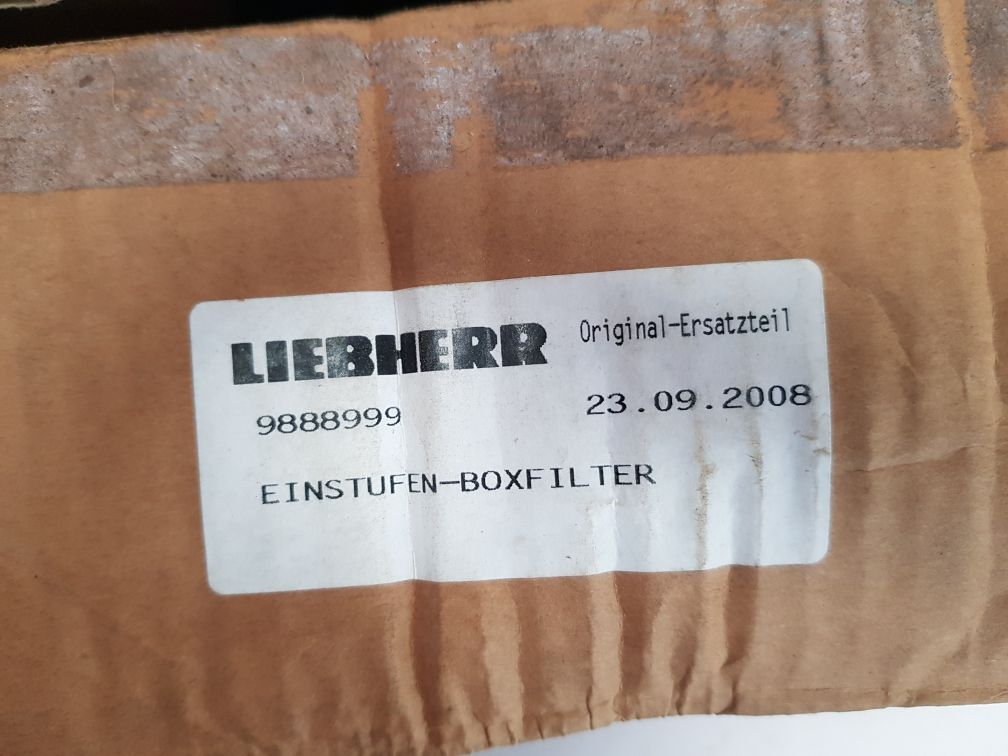 LIEBHERR Original-Ersatzteil
9888999 23.09.2008
EINSTUFEN-BOXFILTER